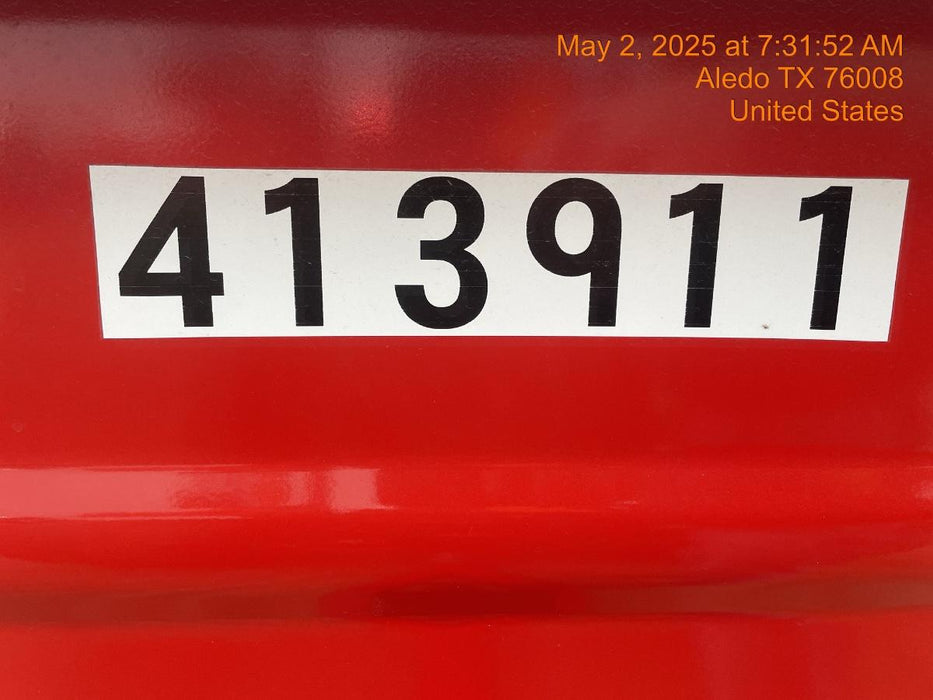 May 2, 2025 at 7:31:52 AM
Aledo TX 76008
United States
413911